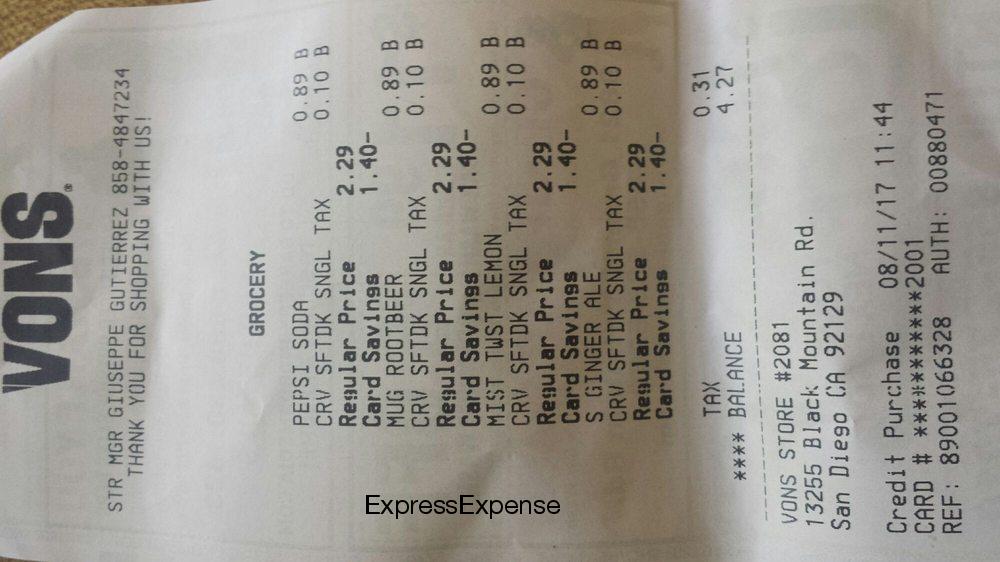 VONS®
STR MGR GIUSEPPE GUTIERREZ 858-4847234
THANK YOU FOR SHOPPING WITH US!
GROCERY
PEPSI SODA 0.89 B
CRV SFTDK SNGL TAX 0.10 B
Regular Price 2.29
Card Savings 1.40-
MUG ROOTBEER 0.89 B
CRV SFTDK SNGL TAX 0.10 B
Regular Price 2.29
Card Savings 1.40-
MIST TWST LEMON 0.89 B
CRV SFTDK SNGL TAX 0.10 B
Regular Price 2.29
Card Savings 1.40-
S GINGER ALE 0.89 B
CRV SFTDK SNGL TAX 0.10 B
Regular Price 2.29
Card Savings 1.40-
TAX 0.31
**** BALANCE 4.27
VONS STORE #2081
13255 Black Mountain Rd.
San Diego CA 92129
Credit Purchase 08/11/17 11:44
CARD # ************2001
REF: 89001066328 AUTH: 00880471
ExpressExpense